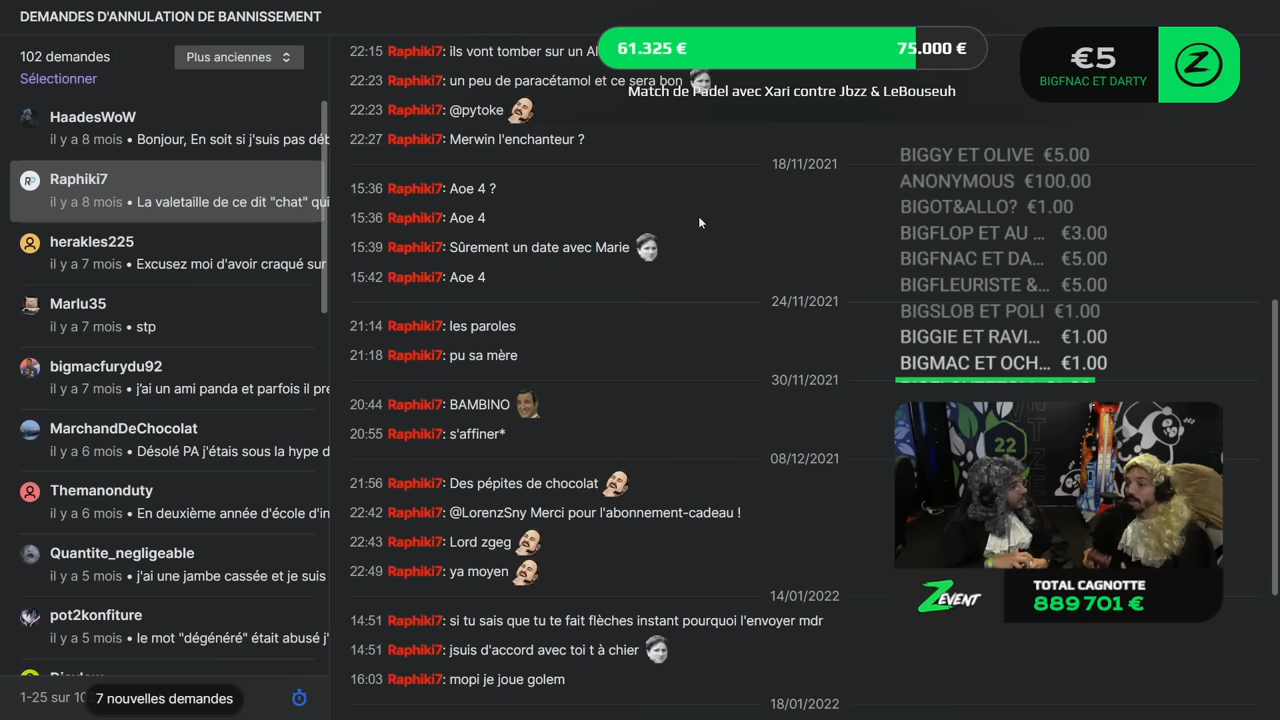 DEMANDES D'ANNULATION DE BANNISSEMENT
102 demandes
Plus anciennes
Sélectionner
HaadesWoW
il y a 8 mois • Bonjour, En soit si j'suis pas déb
Raphiki7
il y a 8 mois • La valetaille de ce dit "chat" qui
herakles225
il y a 7 mois • Excusez moi d'avoir craqué sur
Marlu35
il y a 7 mois • stp
bigmacfurydu92
il y a 7 mois • j'ai un ami panda et parfois il pre
MarchandDeChocolat
il y a 6 mois • Désolé PA j'étais sous la hype d
Themanonduty
il y a 6 mois • En deuxième année d'école d'in
Quantite_negligeable
il y a 5 mois • j'ai une jambe cassée et je suis
pot2konfiture
il y a 5 mois • le mot "dégénéré" était abusé j'
1-25 sur 10
7 nouvelles demandes
22:15 Raphiki7: ils vont tomber sur un Al
22:23 Raphiki7: un peu de paracétamol et ce sera bon
22:23 Raphiki7: @pytoke
22:27 Raphiki7: Merwin l'enchanteur ?
18/11/2021
15:36 Raphiki7: Aoe 4 ?
15:36 Raphiki7: Aoe 4
15:39 Raphiki7: Sûrement un date avec Marie
15:42 Raphiki7: Aoe 4
24/11/2021
21:14 Raphiki7: les paroles
21:18 Raphiki7: pu sa mère
30/11/2021
20:44 Raphiki7: BAMBINO
20:55 Raphiki7: s'affiner*
08/12/2021
21:56 Raphiki7: Des pépites de chocolat
22:42 Raphiki7: @LorenzSny Merci pour l'abonnement-cadeau !
22:43 Raphiki7: Lord zgeg
22:49 Raphiki7: ya moyen
14/01/2022
14:51 Raphiki7: si tu sais que tu te fait flèches instant pourquoi l'envoyer mdr
14:51 Raphiki7: jsuis d'accord avec toi t à chier
16:03 Raphiki7: mopi je joue golem
18/01/2022
61.325 € 75.000 €
Match de Padel avec Xari contre Jbzz & LeBouseuh
€5
BIGFNAC ET DARTY
BIGGY ET OLIVE €5.00
ANONYMOUS €100.00
BIGOT&ALLO? €1.00
BIGFLOP ET AU ... €3.00
BIGFNAC ET DA... €5.00
BIGFLEURISTE &... €5.00
BIGSLOB ET POLI €1.00
BIGGIE ET RAVI... €1.00
BIGMAC ET OCH... €1.00
22
ZEVENT
TOTAL CAGNOTTE
889 701 €